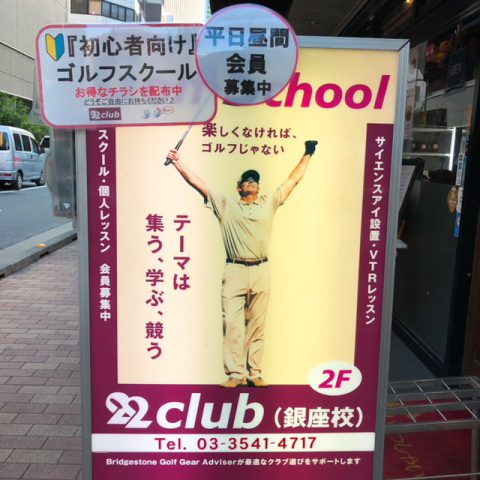 『初心者向け』
ゴルフスクール
お得なチラシを配布中
どうぞご自由にお持ちください♪
22club
平日昼間
会員
募集中
School
楽しくなければ、
ゴルフじゃない
スクール・個人レッスン 会員募集中
サイエンスアイ設置・VTRレッスン
テーマは
集う、学ぶ、競う
2F
22club(銀座校)
Tel. 03-3541-4717
Bridgestone Golf Gear Adviserが最適なクラブ選びをサポートします